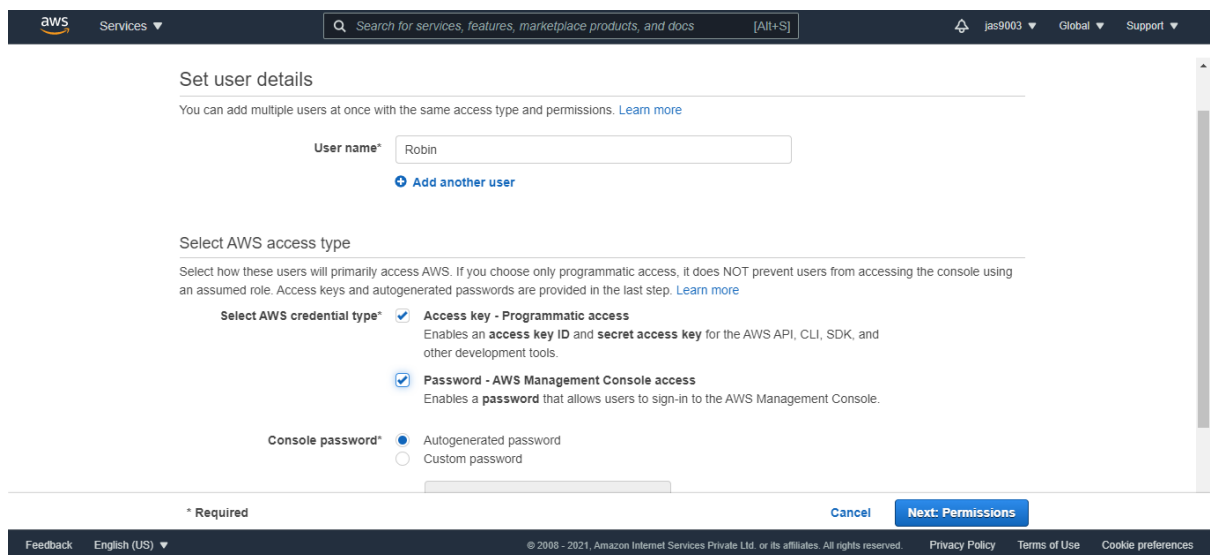 aws Services ▼ Search for services, features, marketplace products, and docs [Alt+S] jas9003 ▼ Global ▼ Support ▼
Set user details
You can add multiple users at once with the same access type and permissions. Learn more
User name* Robin
Add another user
Select AWS access type
Select how these users will primarily access AWS. If you choose only programmatic access, it does NOT prevent users from accessing the console using
an assumed role. Access keys and autogenerated passwords are provided in the last step. Learn more
Select AWS credential type* Access key - Programmatic access
Enables an access key ID and secret access key for the AWS API, CLI, SDK, and
other development tools.
Password - AWS Management Console access
Enables a password that allows users to sign-in to the AWS Management Console.
Console password* Autogenerated password
Custom password
* Required Cancel Next: Permissions
Feedback English (US) ▼ © 2008 - 2021, Amazon Internet Services Private Ltd. or its affiliates. All rights reserved. Privacy Policy Terms of Use Cookie preferences